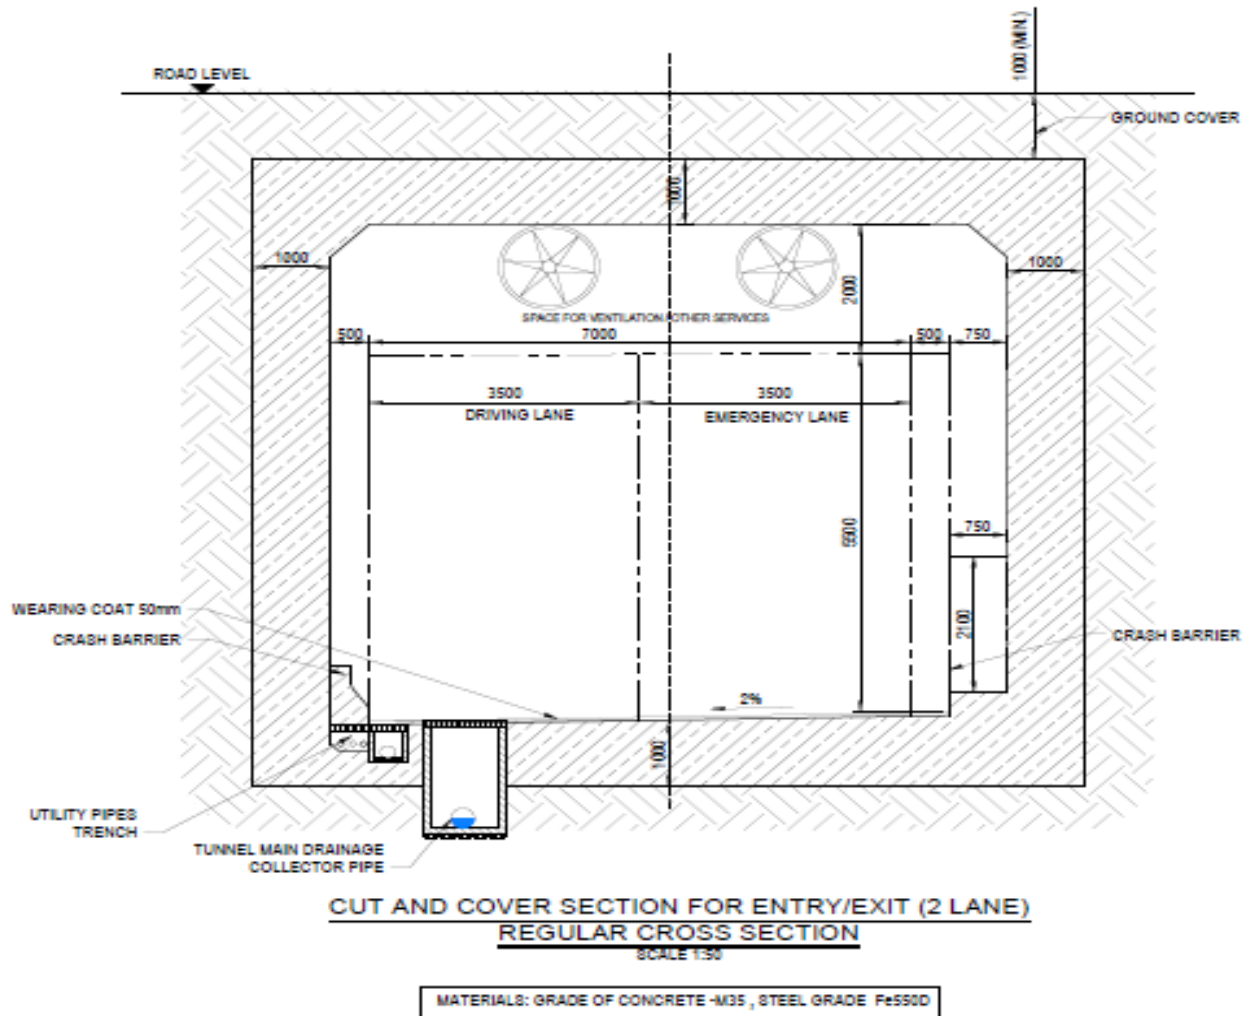 1000 (MIN.)
ROAD LEVEL
GROUND COVER
1000
1000
1000
2000
SPACE FOR VENTILATION/OTHER SERVICES
500
7000
500
750
3500
3500
DRIVING LANE
EMERGENCY LANE
5500
750
WEARING COAT 50mm
2100
CRASH BARRIER
CRASH BARRIER
2%
1000
UTILITY PIPES
TRENCH
TUNNEL MAIN DRAINAGE
COLLECTOR PIPE
CUT AND COVER SECTION FOR ENTRY/EXIT (2 LANE)
REGULAR CROSS SECTION
SCALE 1:50
MATERIALS: GRADE OF CONCRETE -M35 , STEEL GRADE Fe550D